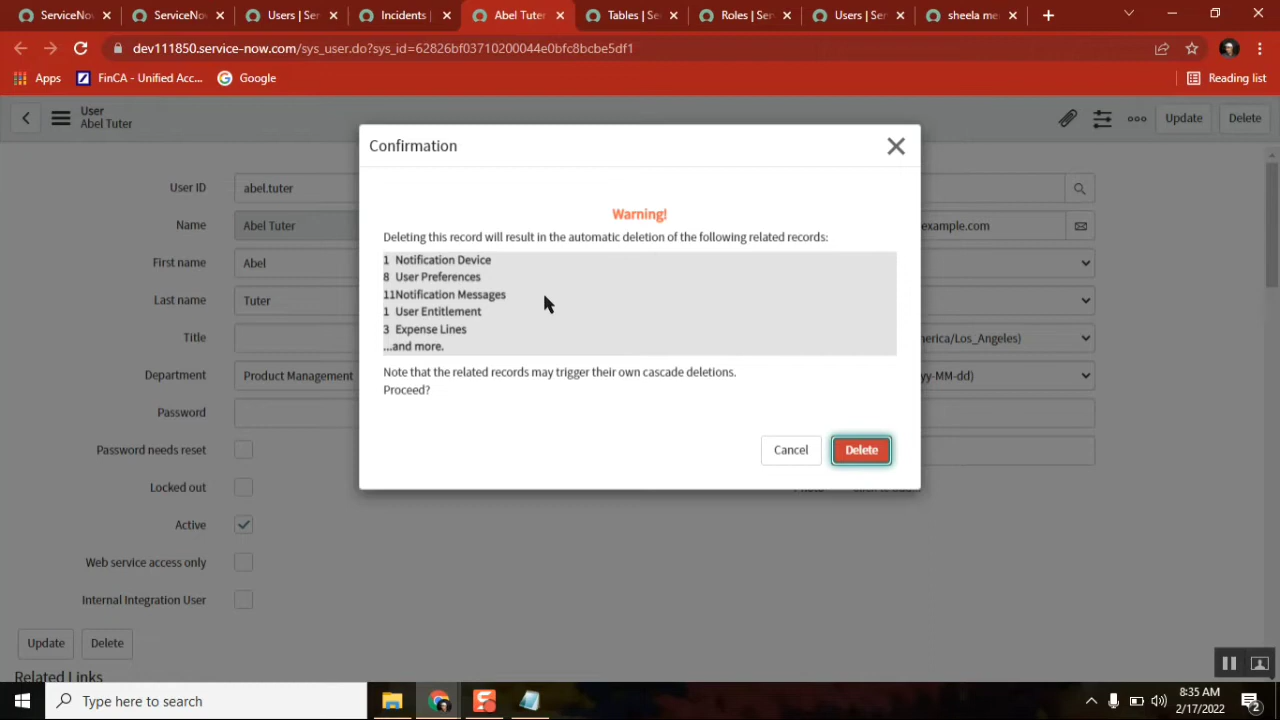 ServiceNow
ServiceNov
Users | Ser
Incidents |
Abel Tuter
Tables | Se
Roles | Ser
Users | Ser
sheela me
dev111850.service-now.com/sys_user.do?sys_id=62826bf03710200044e0bfc8bcbe5df1
Apps
FinCA - Unified Acc...
Google
Reading list
User
Abel Tuter
Update
Delete
Confirmation
User ID
abel.tuter
Name
Abel Tuter
example.com
First name
Abel
Last name
Tuter
Title
nerica/Los_Angeles)
Department
Product Management
yy-MM-dd)
Password
Password needs reset
Locked out
Active
Web service access only
Internal Integration User
Warning!
Deleting this record will result in the automatic deletion of the following related records:
1 Notification Device
8 User Preferences
11Notification Messages
1 User Entitlement
3 Expense Lines
...and more.
Note that the related records may trigger their own cascade deletions.
Proceed?
Cancel
Delete
Update
Delete
Related Links
Type here to search
8:35 AM
2/17/2022
2